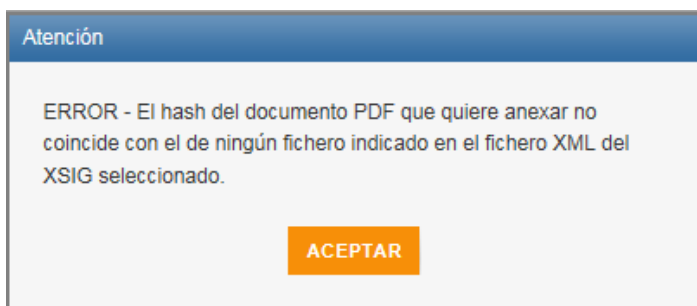 Atención
ERROR - El hash del documento PDF que quiere anexar no
coincide con el de ningún fichero indicado en el fichero XML del
XSIG seleccionado.
ACEPTAR